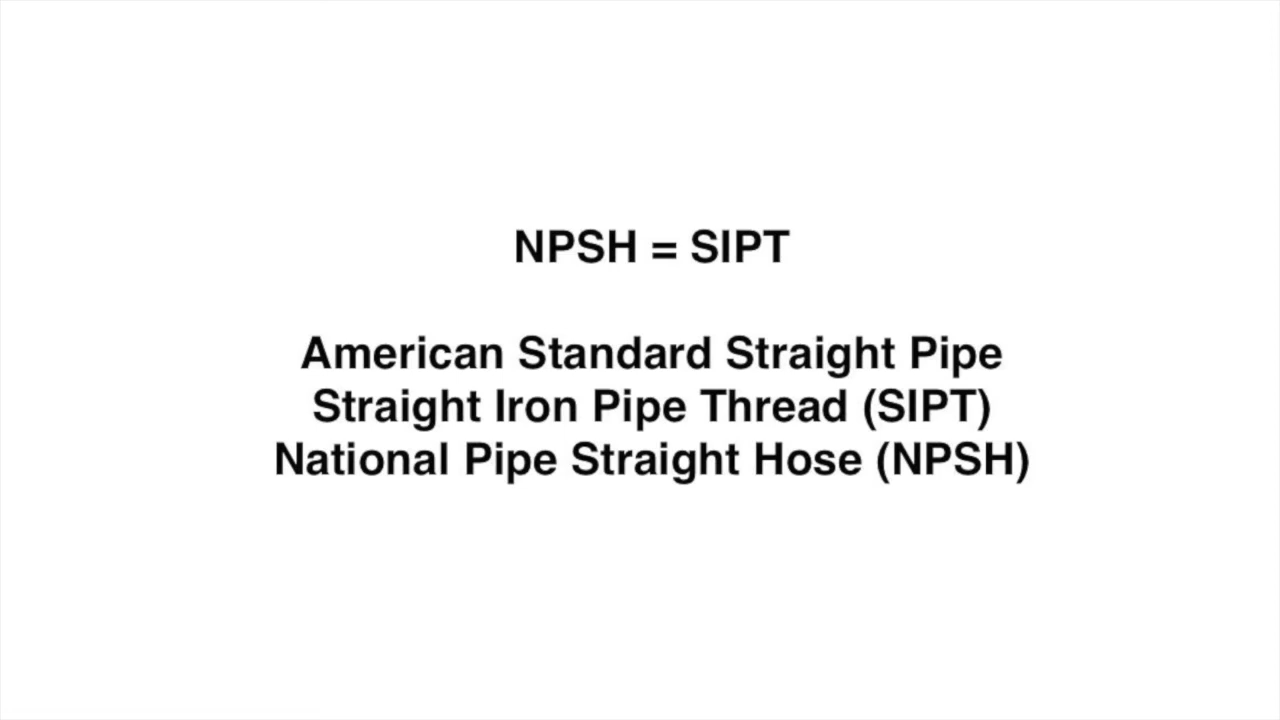 NPSH = SIPT
American Standard Straight Pipe
Straight Iron Pipe Thread (SIPT)
National Pipe Straight Hose (NPSH)